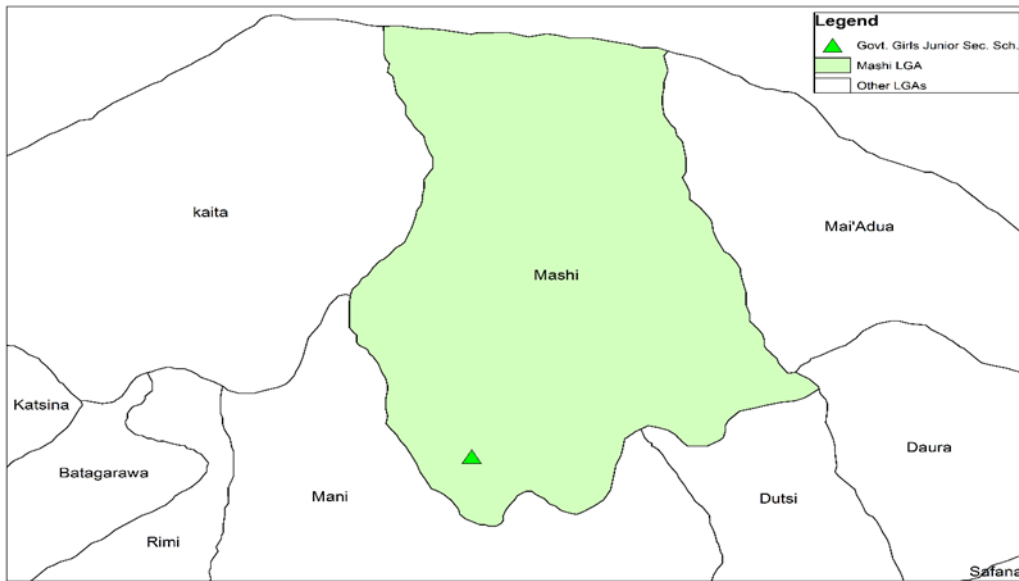 Legend
Govt. Girls Junior Sec. Sch.
Mashi LGA
Other LGAs
kaita
Mai'Adua
Mashi
Katsina
Daura
Batagarawa
Mani
Dutsi
Rimi
Safana